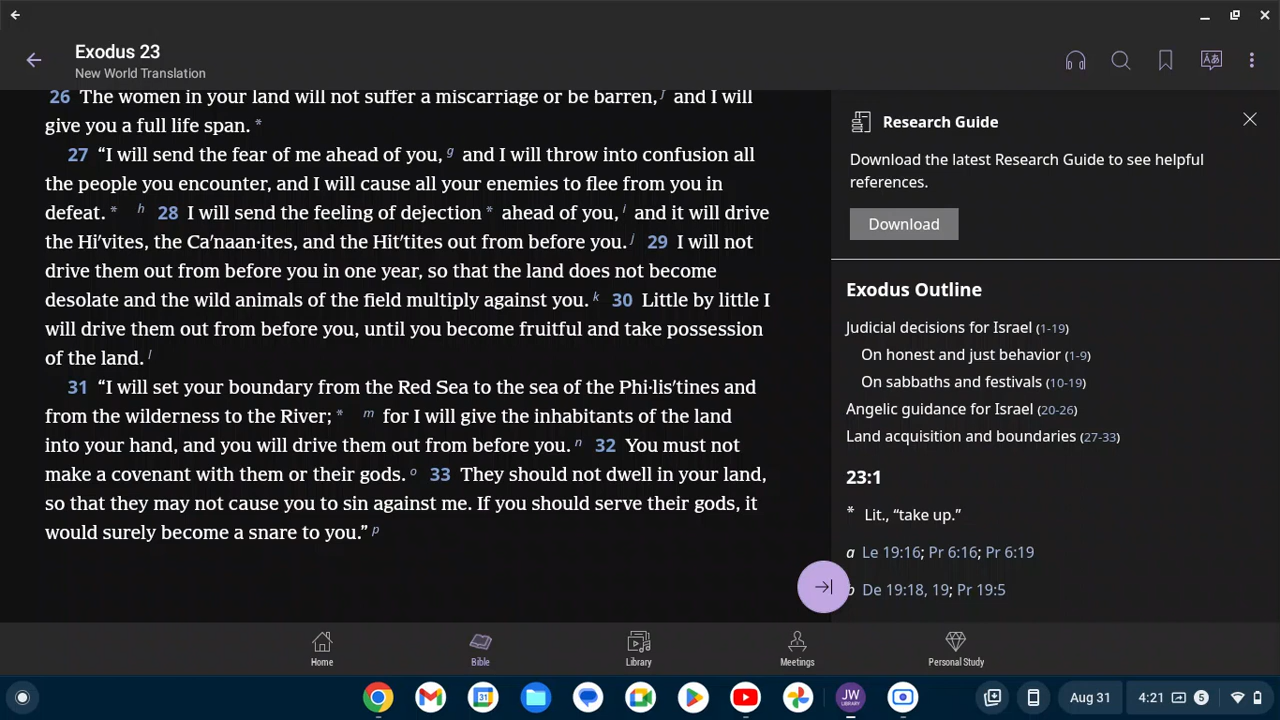 Exodus 23
New World Translation
26 The women in your land will not suffer a miscarriage or be barren, f and I will
give you a full life span. *
27 “I will send the fear of me ahead of you, g and I will throw into confusion all
the people you encounter, and I will cause all your enemies to flee from you in
defeat. * h 28 I will send the feeling of dejection * ahead of you, i and it will drive
the Hiʹvites, the Caʹnaan·ites, and the Hitʹtites out from before you. j 29 I will not
drive them out from before you in one year, so that the land does not become
desolate and the wild animals of the field multiply against you. k 30 Little by little I
will drive them out from before you, until you become fruitful and take possession
of the land. l
31 “I will set your boundary from the Red Sea to the sea of the Phi·lisʹtines and
from the wilderness to the River; * m for I will give the inhabitants of the land
into your hand, and you will drive them out from before you. n 32 You must not
make a covenant with them or their gods. o 33 They should not dwell in your land,
so that they may not cause you to sin against me. If you should serve their gods, it
would surely become a snare to you.” p
Research Guide
Download the latest Research Guide to see helpful
references.
Download
Exodus Outline
Judicial decisions for Israel (1-19)
On honest and just behavior (1-9)
On sabbaths and festivals (10-19)
Angelic guidance for Israel (20-26)
Land acquisition and boundaries (27-33)
23:1
* Lit., “take up.”
a Le 19:16; Pr 6:16; Pr 6:19
b De 19:18, 19; Pr 19:5
Home
Bible
Library
Meetings
Personal Study
31
JW
LIBRARY
Aug 31
4:21
5